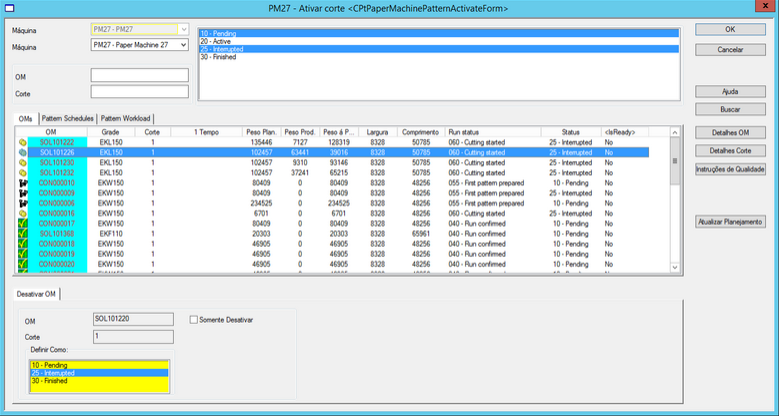 PM27 - Ativar corte <CPtPaperMachinePatternActivateForm>
Máquina PM27 - PM27
Máquina PM27 - Paper Machine 27
OM
Corte
10 - Pending
20 - Active
25 - Interrupted
30 - Finished
OK
Cancelar
Ajuda
Buscar
Detalhes OM
Detalhes Corte
Instruções de Qualidade
Atualizar Planejamento
OMs Pattern Schedules Pattern Workload
OM Grade Corte 1 Tempo Peso Plan. Peso Prod. Peso á P... Largura Comprimento Run status Status <IsReady>
SOL101222 EKL150 1 135446 7127 128319 8328 50785 060 - Cutting started 25 - Interrupted No
SOL101226 EKL150 1 102457 63441 39016 8328 50785 060 - Cutting started 25 - Interrupted No
SOL101230 EKL150 1 102457 9310 93146 8328 50785 060 - Cutting started 25 - Interrupted No
SOL101232 EKL150 1 102457 37241 65215 8328 50785 060 - Cutting started 25 - Interrupted No
CON000010 EKW150 1 80409 0 80409 8328 48256 055 - First pattern prepared 10 - Pending No
CON000009 EKW150 1 80409 0 80409 8328 48256 055 - First pattern prepared 25 - Interrupted No
CON000006 EKW150 1 234525 0 234525 8328 48256 055 - First pattern prepared 10 - Pending No
CON000016 EKW150 1 6701 0 6701 8328 48256 060 - Cutting started 25 - Interrupted No
CON000017 EKW150 1 80409 0 80409 8328 48256 040 - Run confirmed 10 - Pending No
SOL101368 EKF110 1 20303 0 20303 8328 65961 040 - Run confirmed 10 - Pending No
CON000018 EKW150 1 46905 0 46905 8328 48256 040 - Run confirmed 10 - Pending No
CON000019 EKW150 1 46905 0 46905 8328 48256 040 - Run confirmed 10 - Pending No
CON000020 EKW150 1 46905 0 46905 8328 48256 040 - Run confirmed 10 - Pending No
Desativar OM
OM SOL101220
Somente Desativar
Corte 1
Definir Como:
10 - Pending
25 - Interrupted
30 - Finished